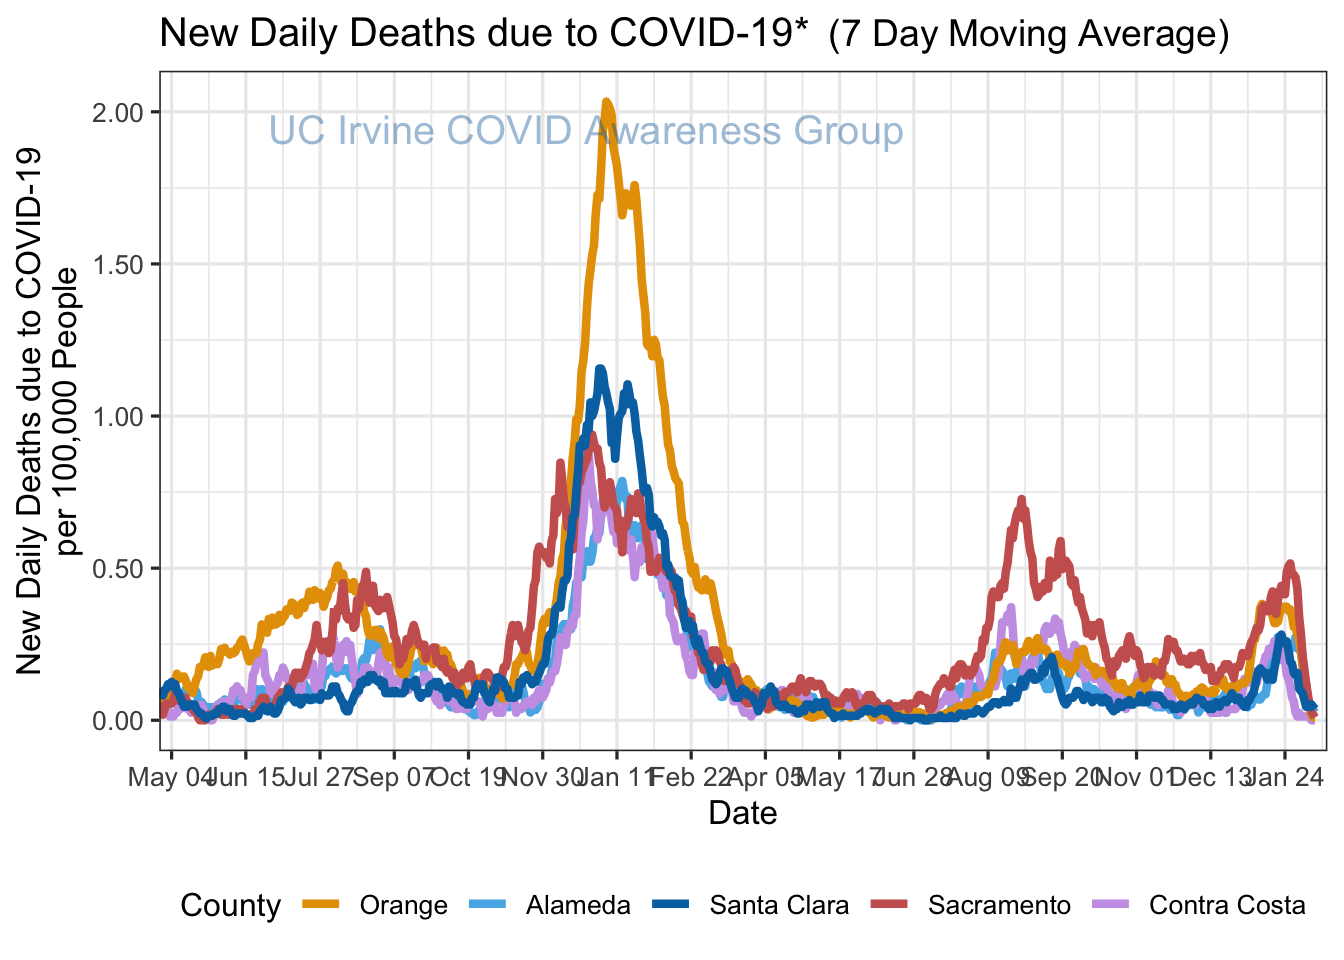 New Daily Deaths due to COVID-19* (7 Day Moving Average)
UC Irvine COVID Awareness Group
New Daily Deaths due to COVID-19
per 100,000 People
2.00
1.50
1.00
0.50
0.00
May 04 Jun 15 Jul 27 Sep 07 Oct 19 Nov 30 Jan 11 Feb 22 Apr 05 May 17 Jun 28 Aug 09 Sep 20 Nov 01 Dec 13 Jan 24
Date
County Orange Alameda Santa Clara Sacramento Contra Costa